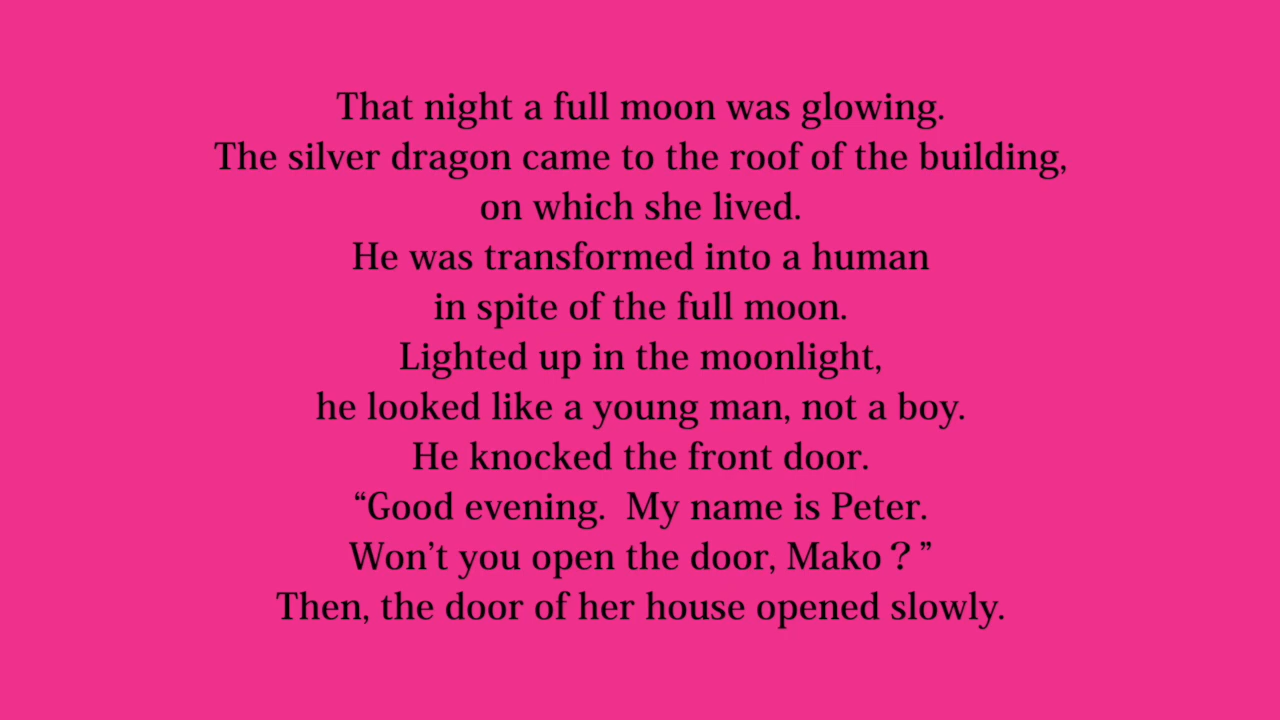 That night a full moon was glowing.
The silver dragon came to the roof of the building,
on which she lived.
He was transformed into a human
in spite of the full moon.
Lighted up in the moonlight,
he looked like a young man, not a boy.
He knocked the front door.
“Good evening.  My name is Peter.
Won’t you open the door, Mako？”
Then, the door of her house opened slowly.